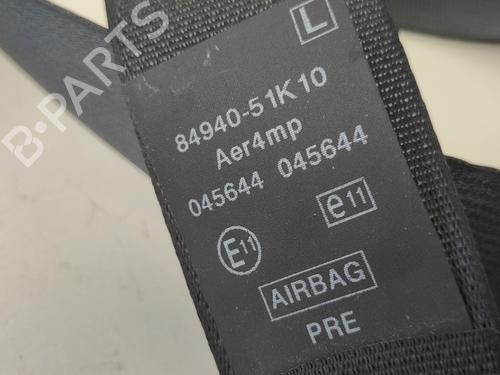 L
84940-51K10
Aer4mp
045644 045644
E11 e11
AIRBAG
PRE
B-PARTS